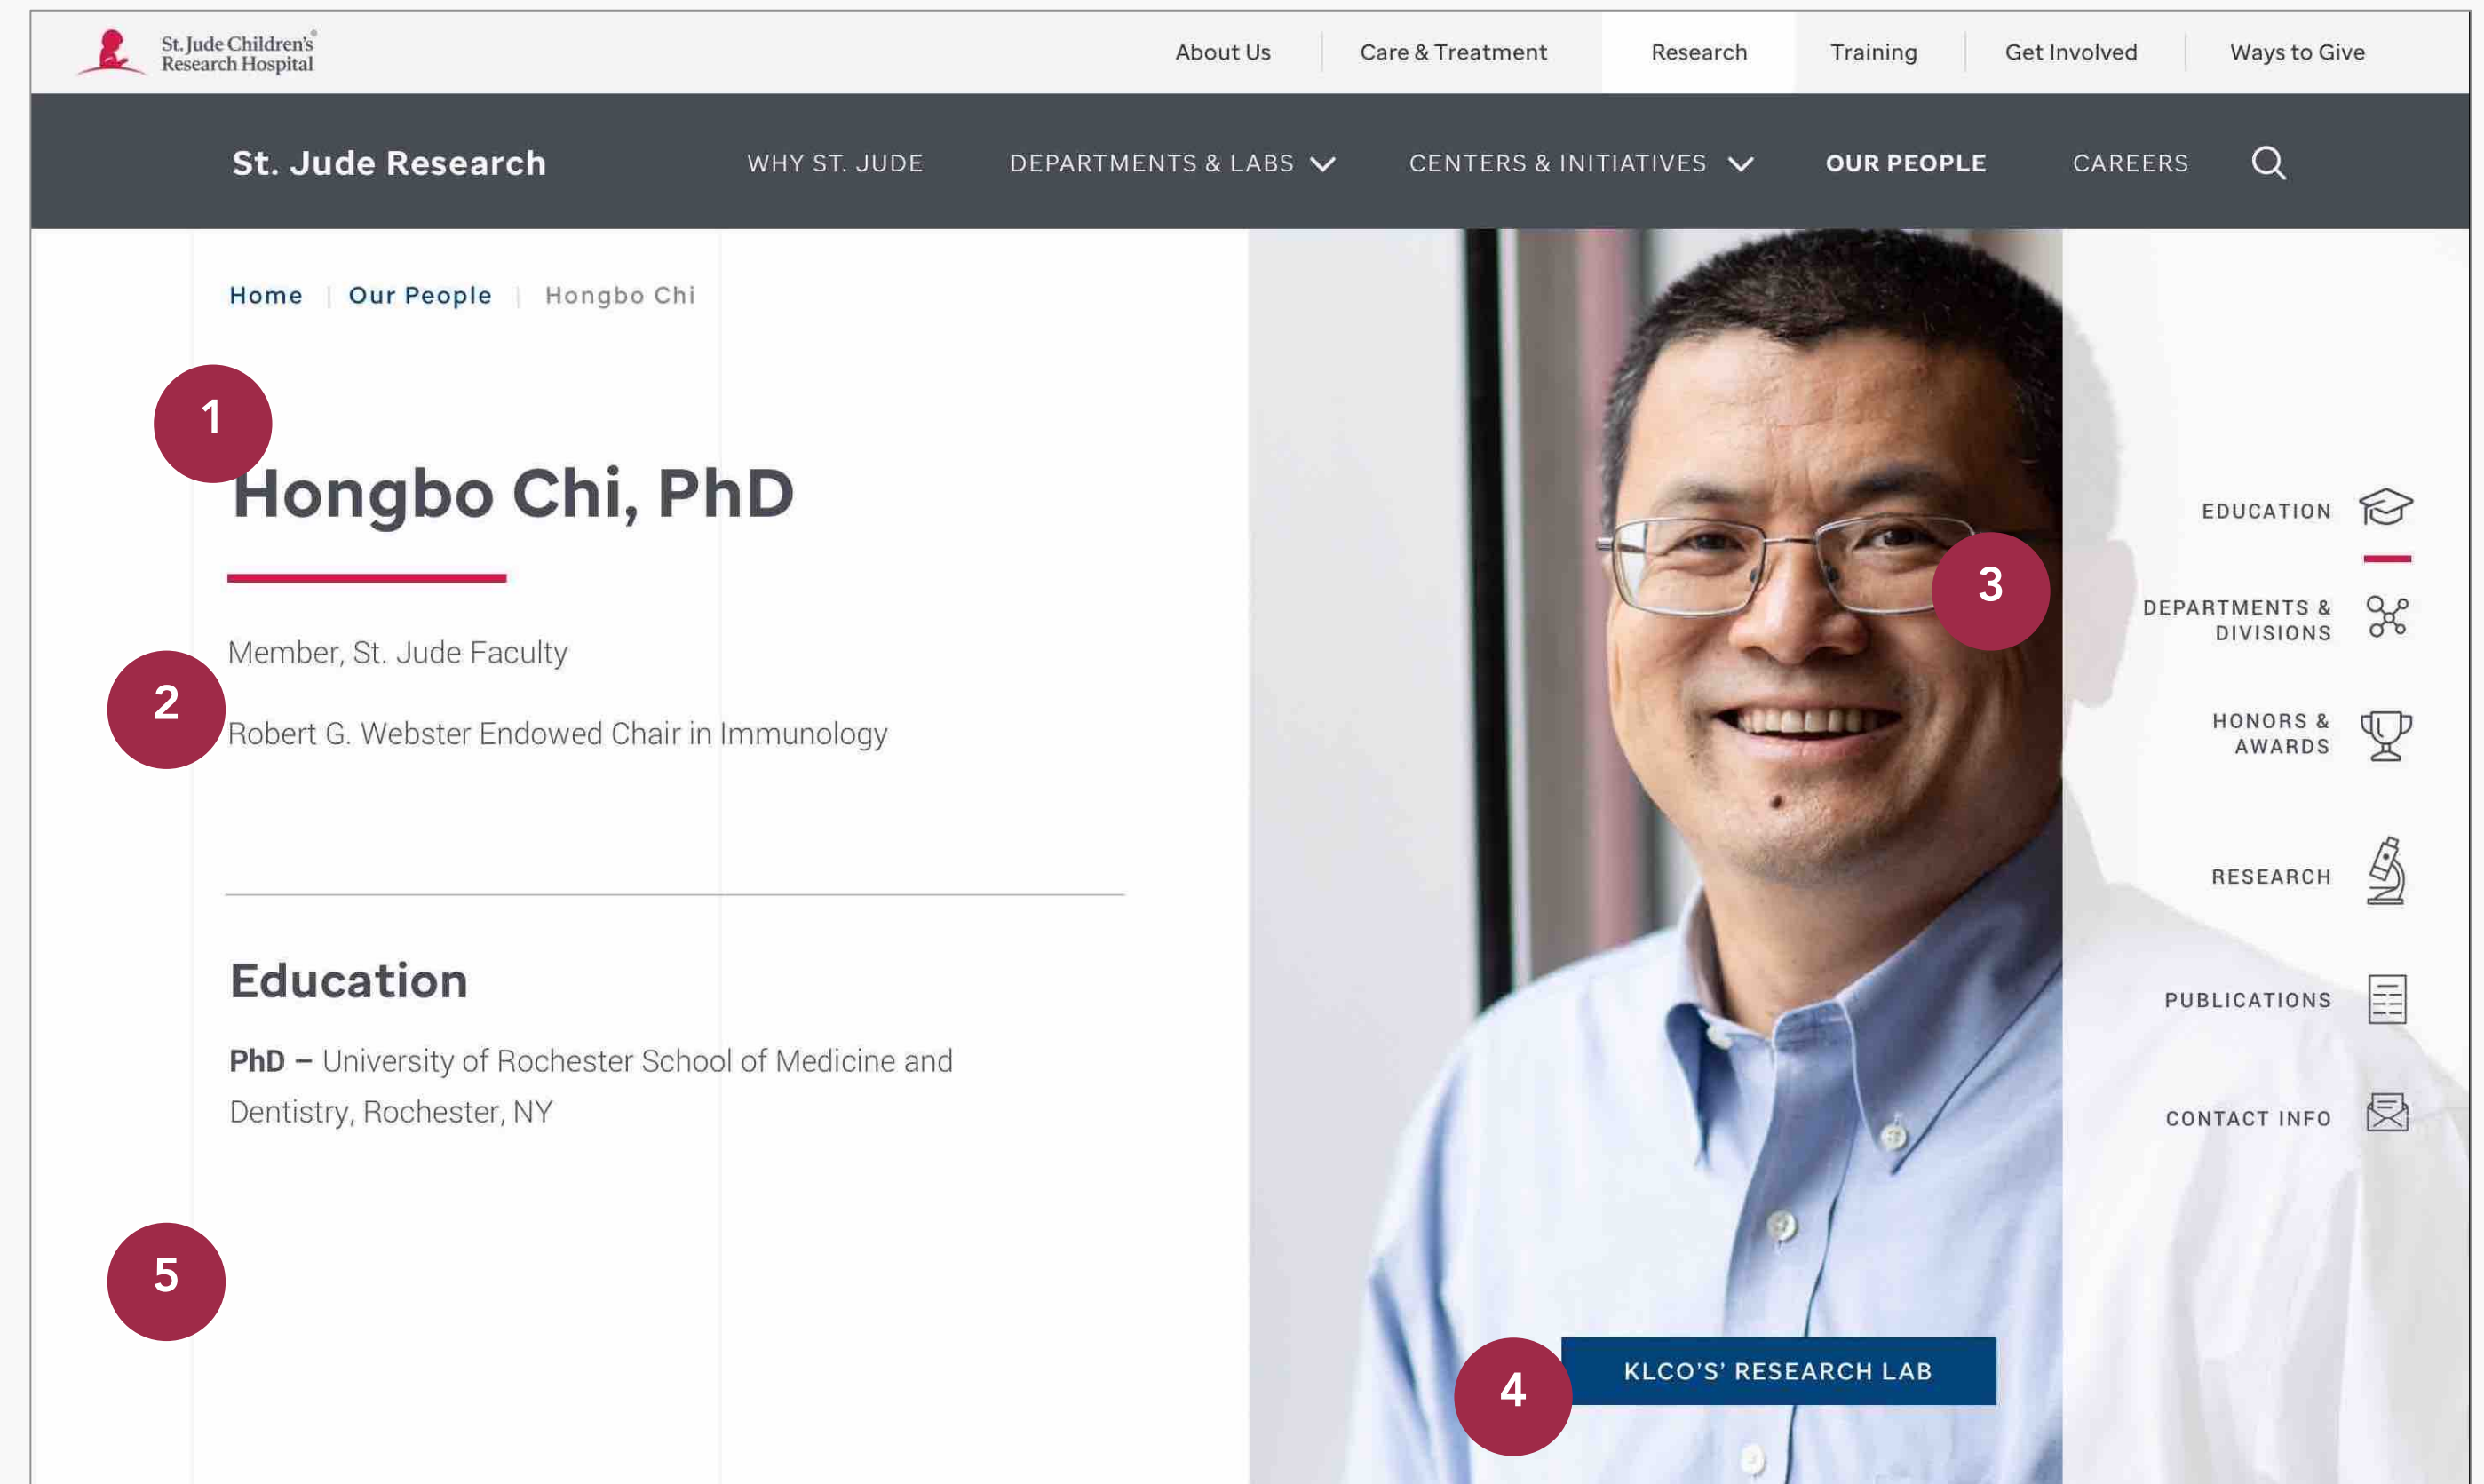 St. Jude Children's®
Research Hospital
About Us
Care & Treatment
Research
Training
Get Involved
Ways to Give
St. Jude Research
WHY ST. JUDE
DEPARTMENTS & LABS
CENTERS & INITIATIVES
OUR PEOPLE
CAREERS
Home | Our People | Hongbo Chi
1
Hongbo Chi, PhD
Member, St. Jude Faculty
2
Robert G. Webster Endowed Chair in Immunology
Education
PhD – University of Rochester School of Medicine and
Dentistry, Rochester, NY
5
3
4
KLCO'S' RESEARCH LAB
EDUCATION
DEPARTMENTS &
DIVISIONS
HONORS &
AWARDS
RESEARCH
PUBLICATIONS
CONTACT INFO